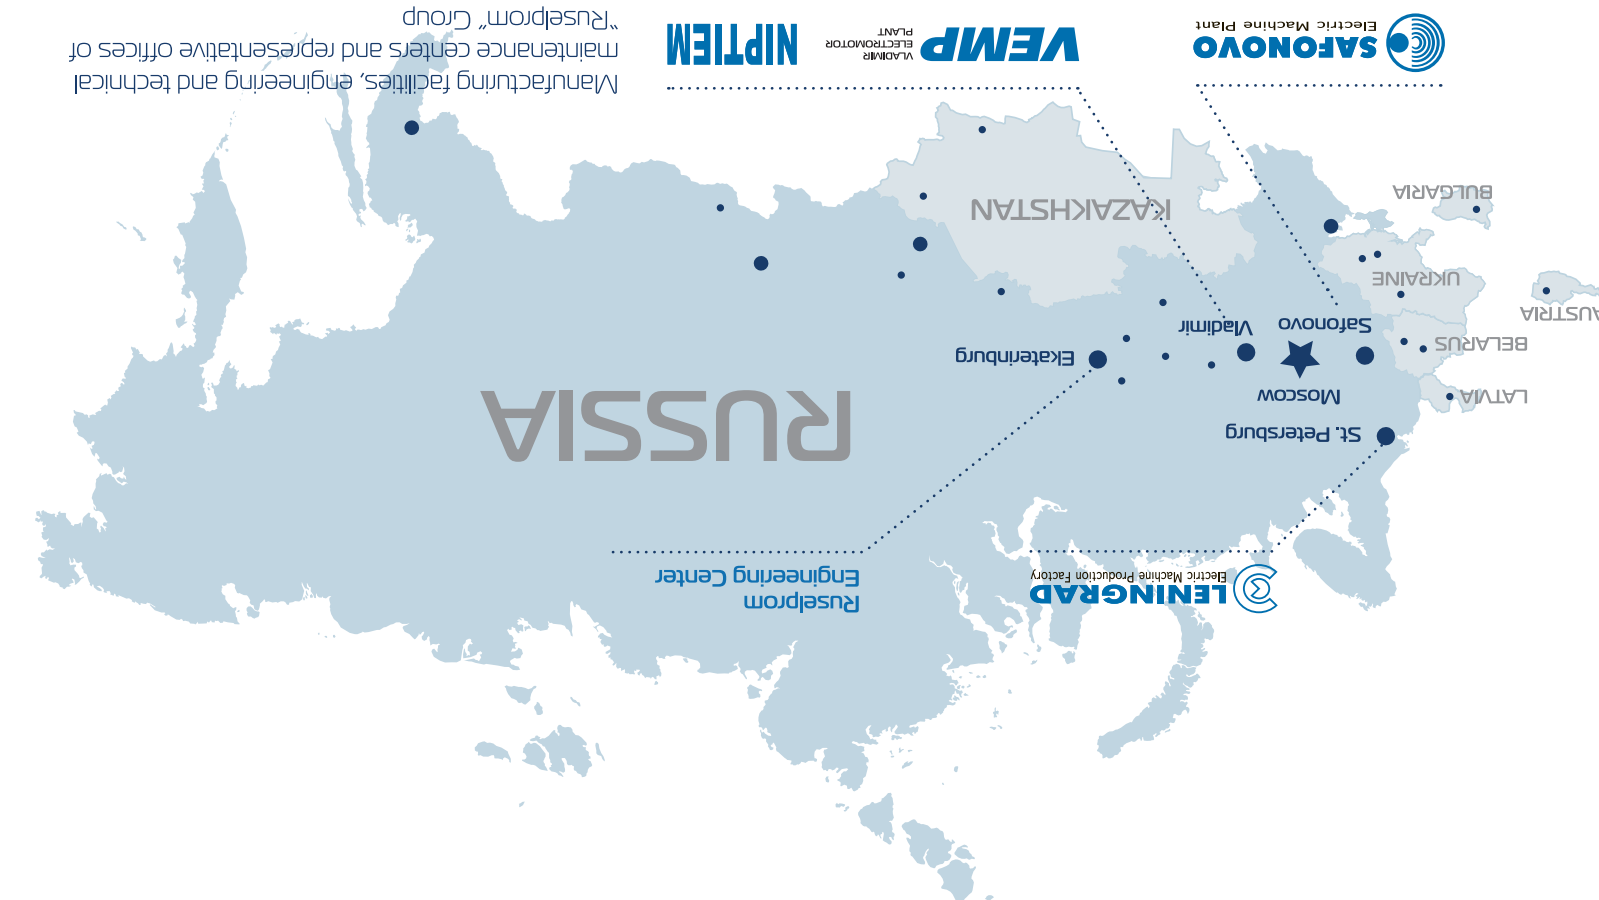 LENINGRAD
Electric Machine Production Factory
Ruselprom
Engineering Center
St. Petersburg
Moscow
Safonovo
Vladimir
Ekaterinburg
RUSSIA
LATVIA
BELARUS
AUSTRIA
UKRAINE
BULGARIA
KAZAKHSTAN
SAFONOVO
Electric Machine Plant
VEMP
VLADIMIR
ELECTROMOTOR
PLANT
NIPTIEM
Manufacturing facilities, engineering and technical
maintenance centers and representative offices of
“Ruselprom” Group